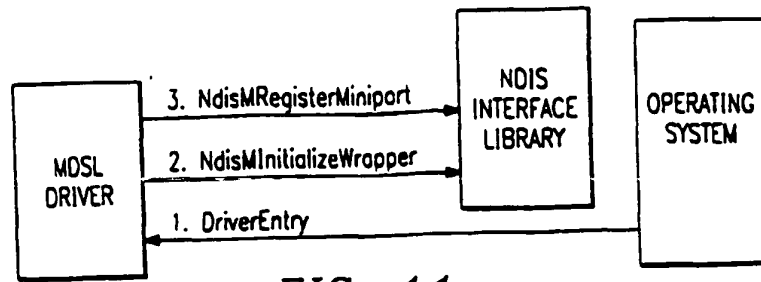 3. NdisMRegisterMiniport
NDIS
INTERFACE
LIBRARY
OPERATING
SYSTEM
MDSL
DRIVER
2. NdisMInitializeWrapper
1. DriverEntry